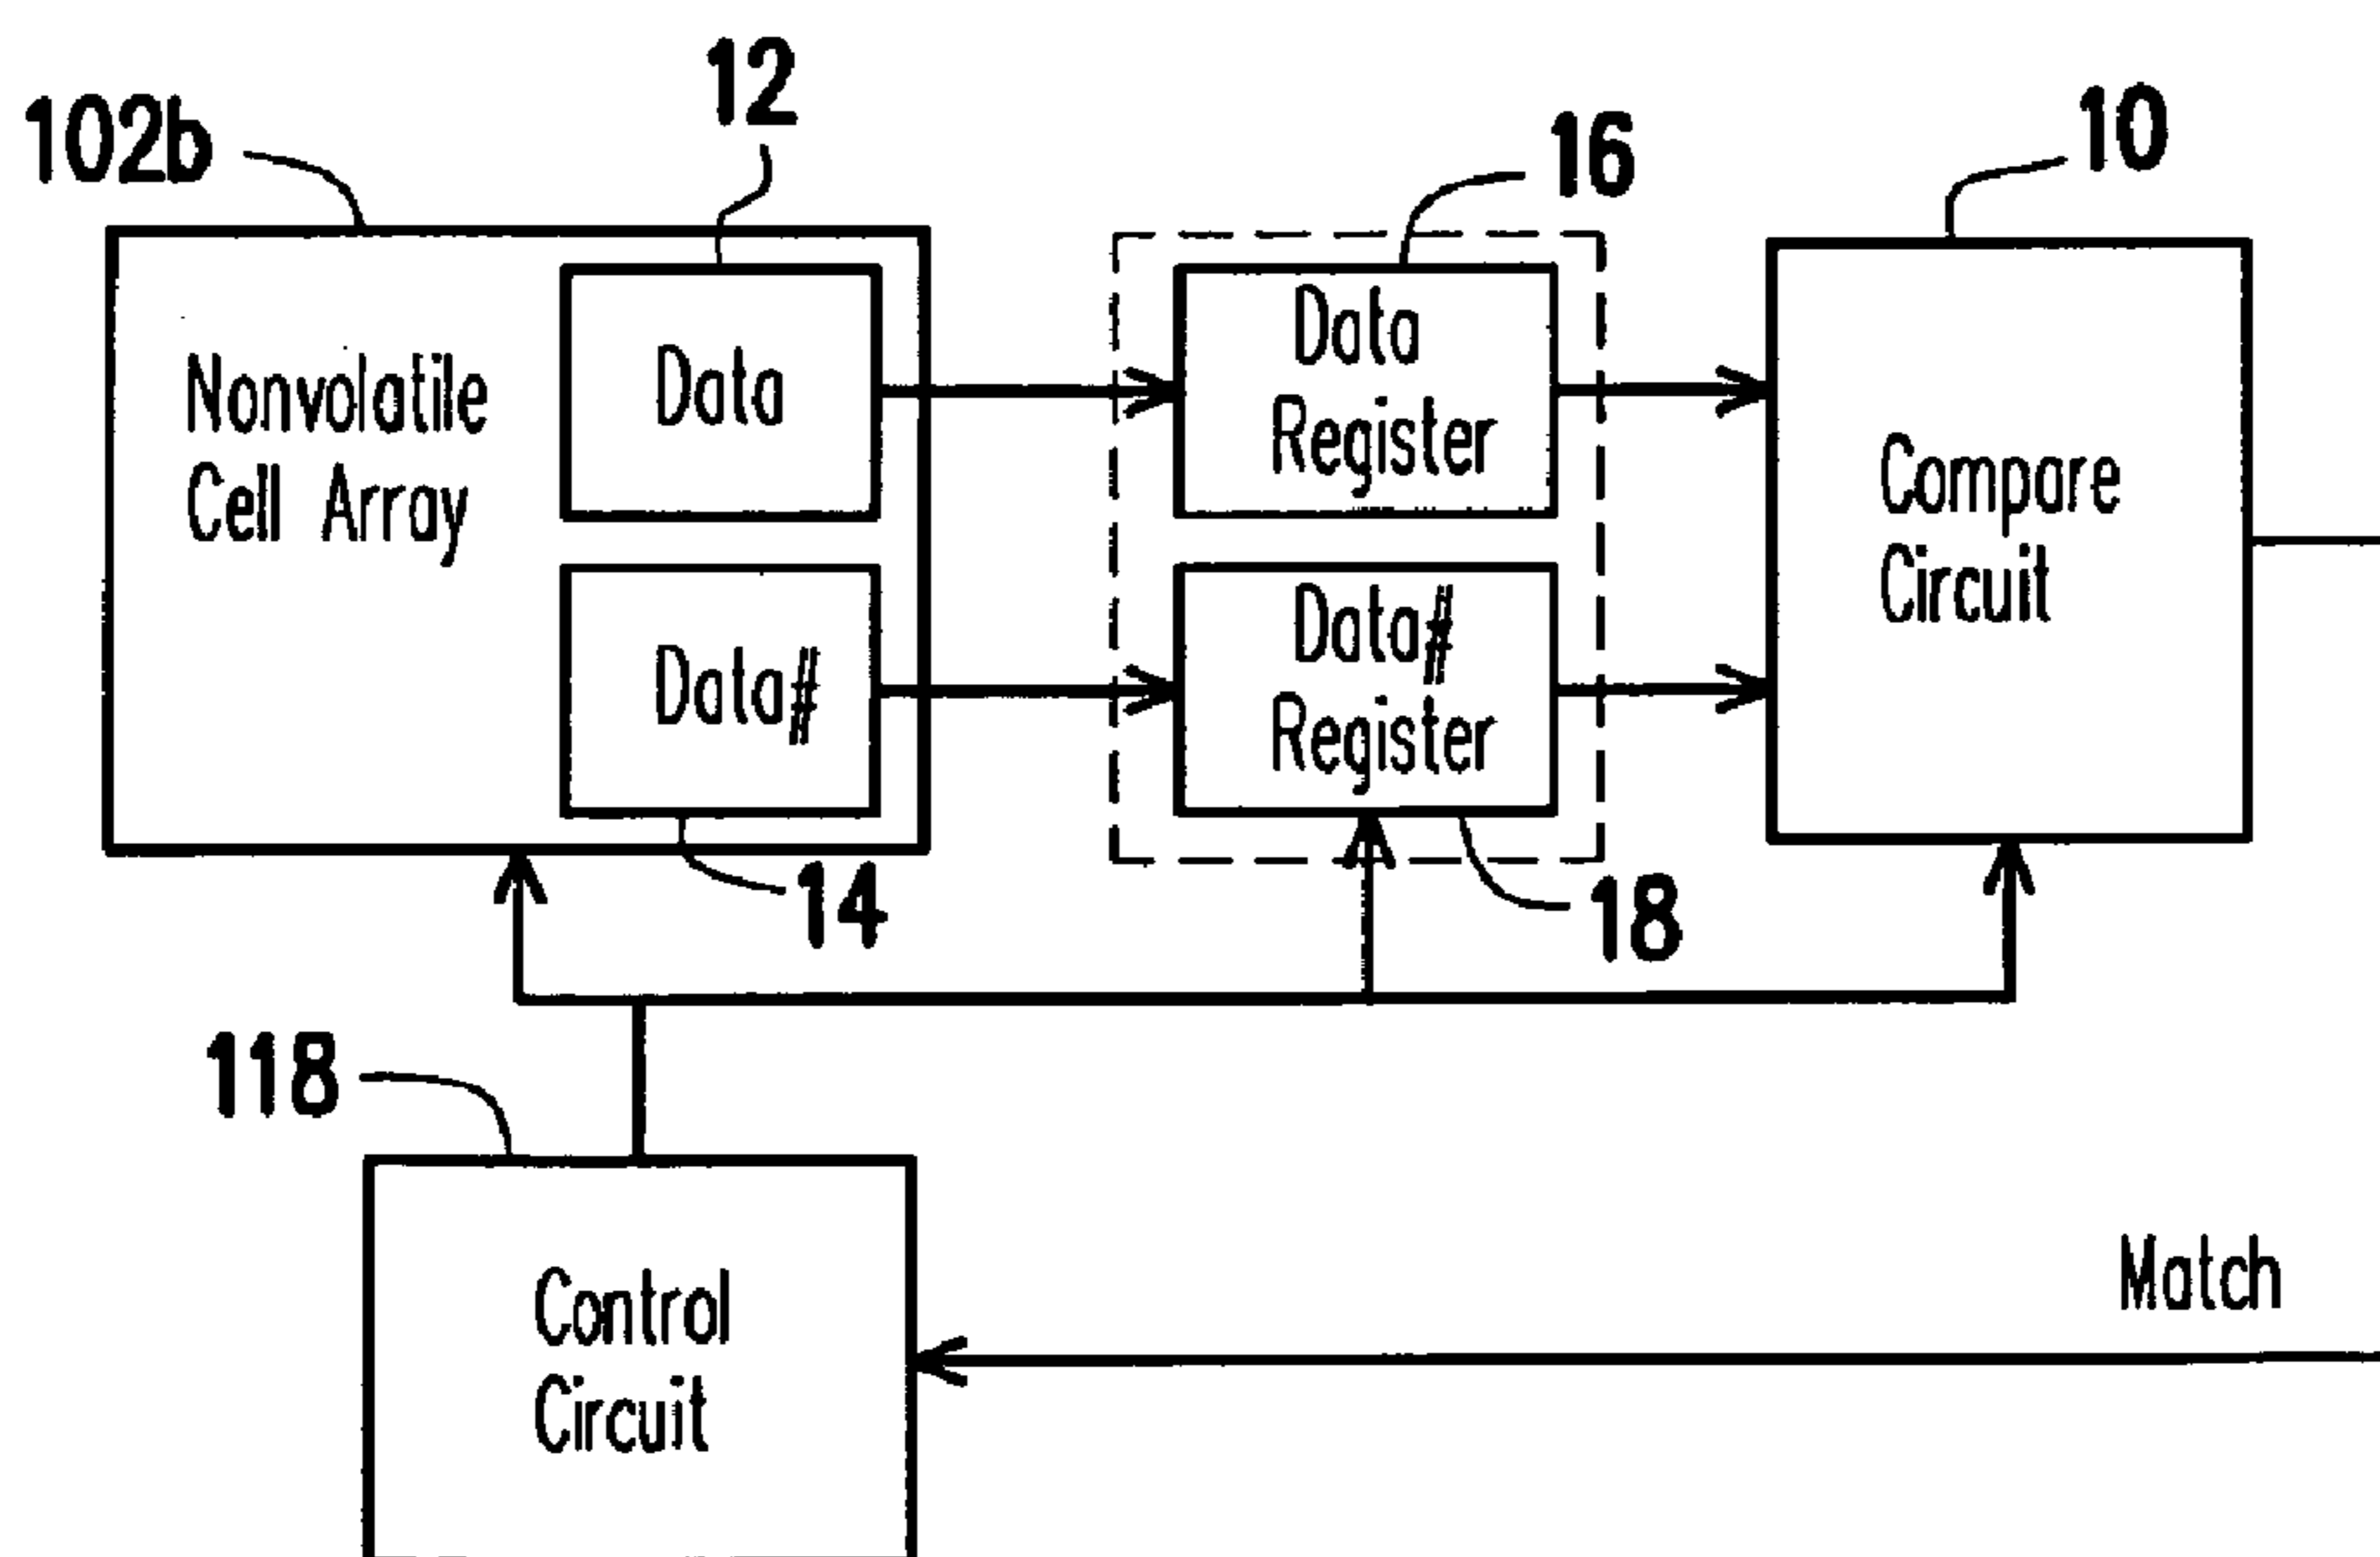 12
102b
16
10
Nonvolatile
Cell Array
Data
Data
Register
Compare
Circuit
Data#
Data#
Register
14
18
118
Control
Circuit
Match